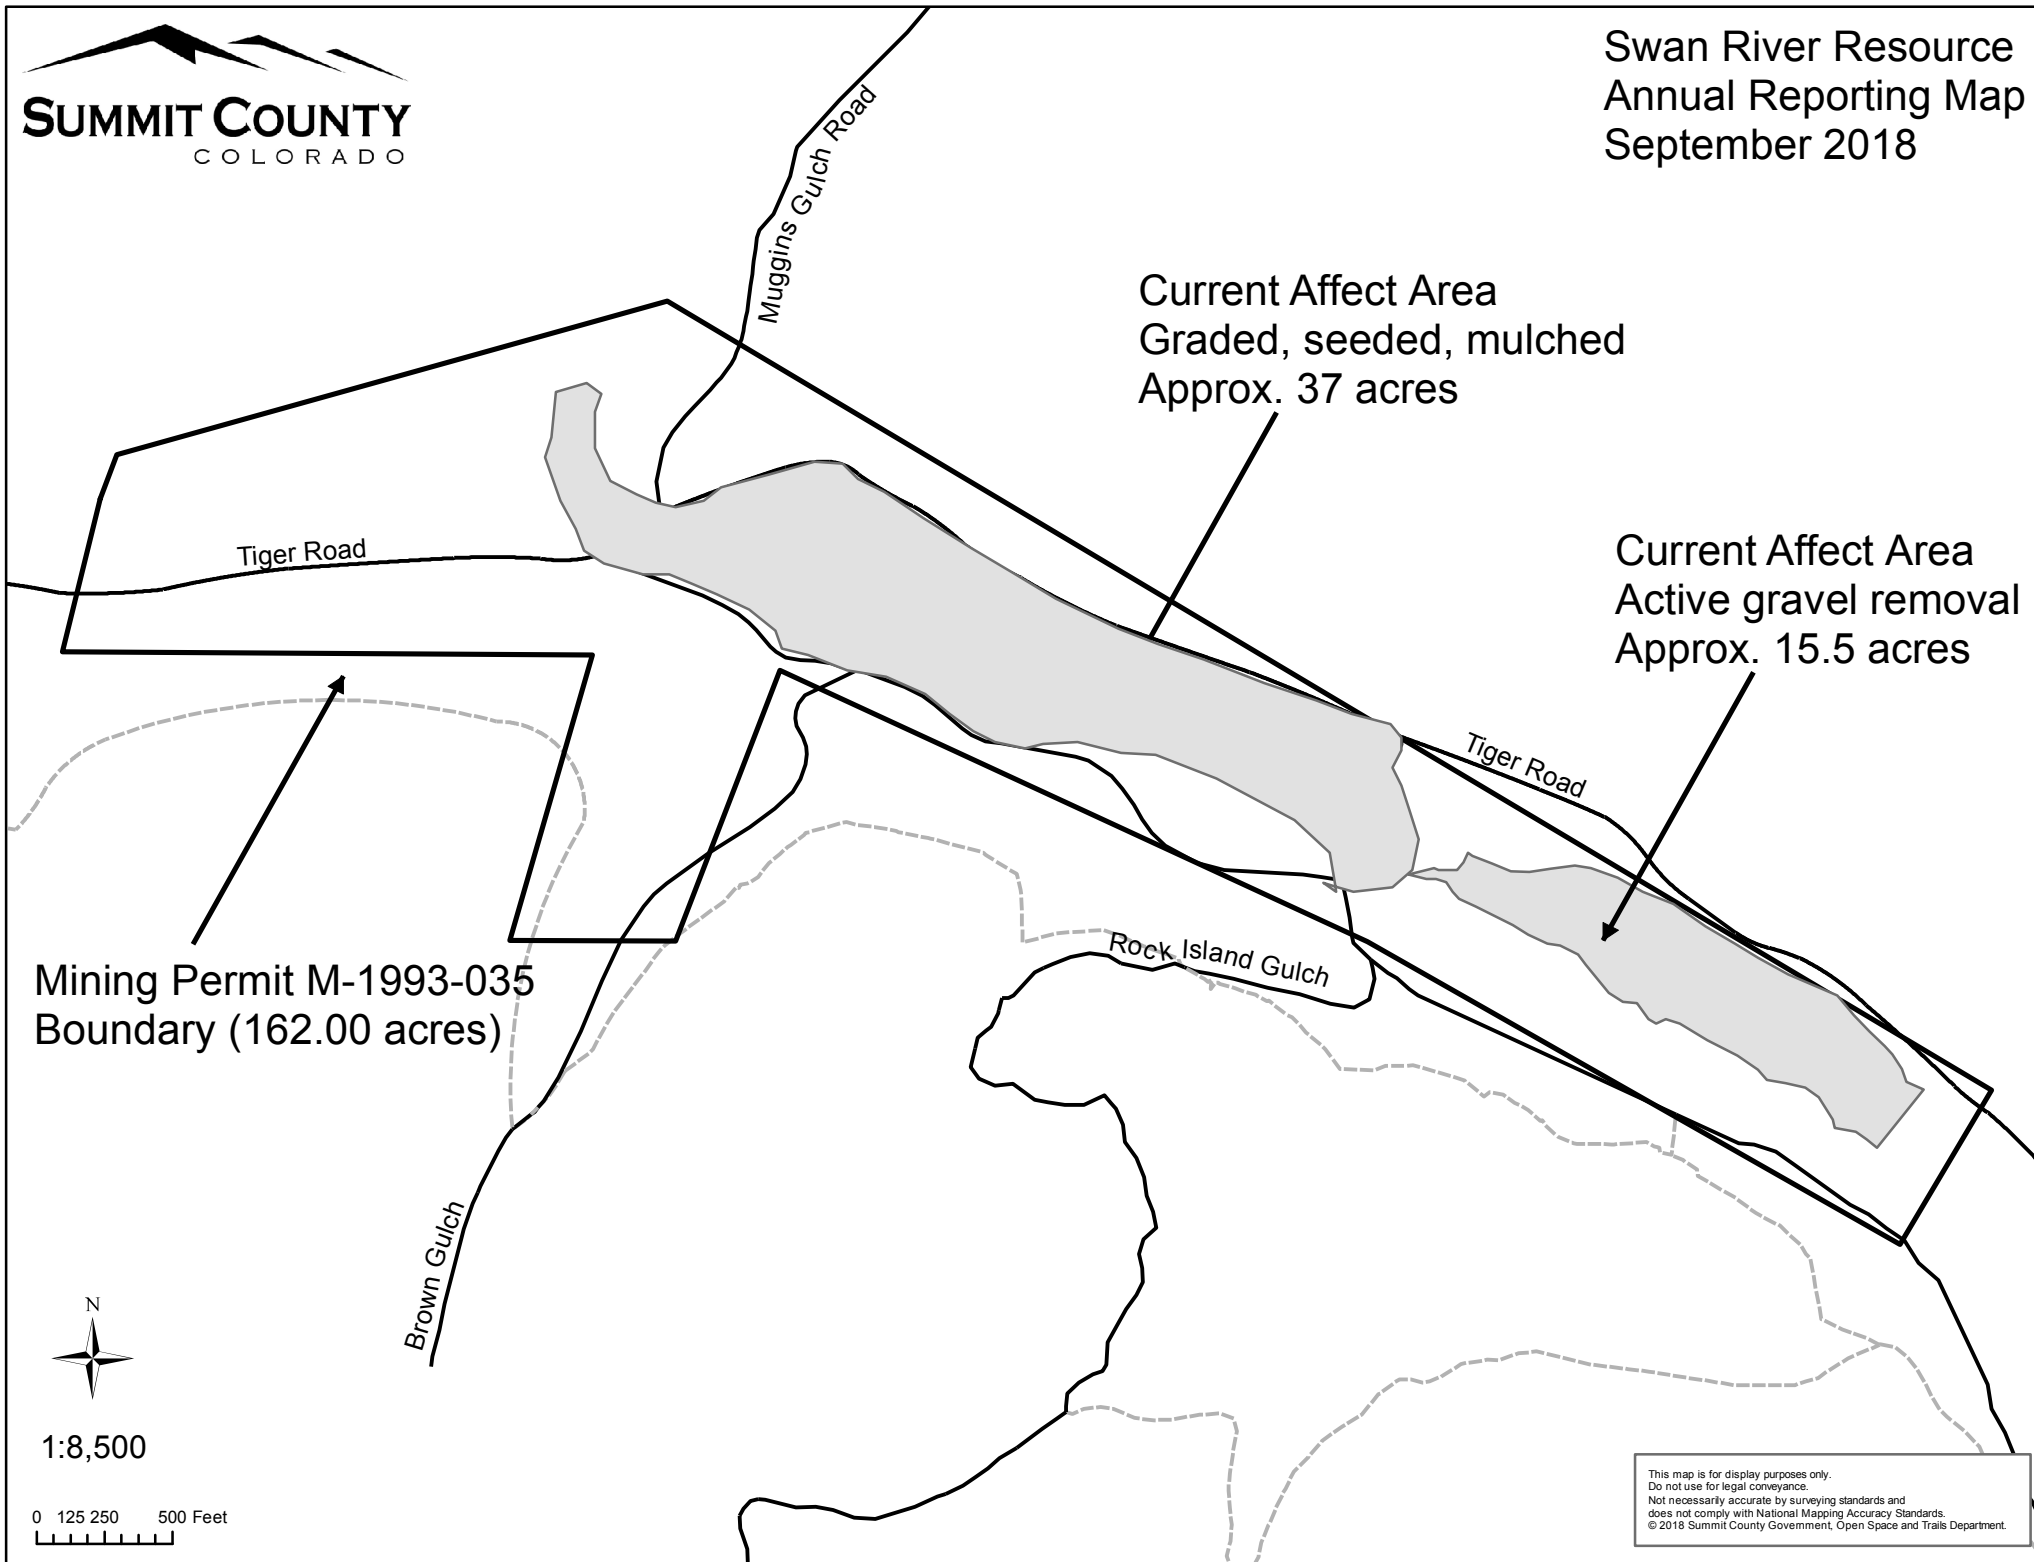 SUMMIT COUNTY
COLORADO
Swan River Resource
Annual Reporting Map
September 2018
Muggins Gulch Road
Current Affect Area
Graded, seeded, mulched
Approx. 37 acres
Current Affect Area
Active gravel removal
Approx. 15.5 acres
Tiger Road
Tiger Road
Rock Island Gulch
Mining Permit M-1993-035
Boundary (162.00 acres)
Brown Gulch
N
1:8,500
0 125 250 500 Feet
This map is for display purposes only.
Do not use for legal conveyance.
Not necessarily accurate by surveying standards and
does not comply with National Mapping Accuracy Standards.
© 2018 Summit County Government, Open Space and Trails Department.